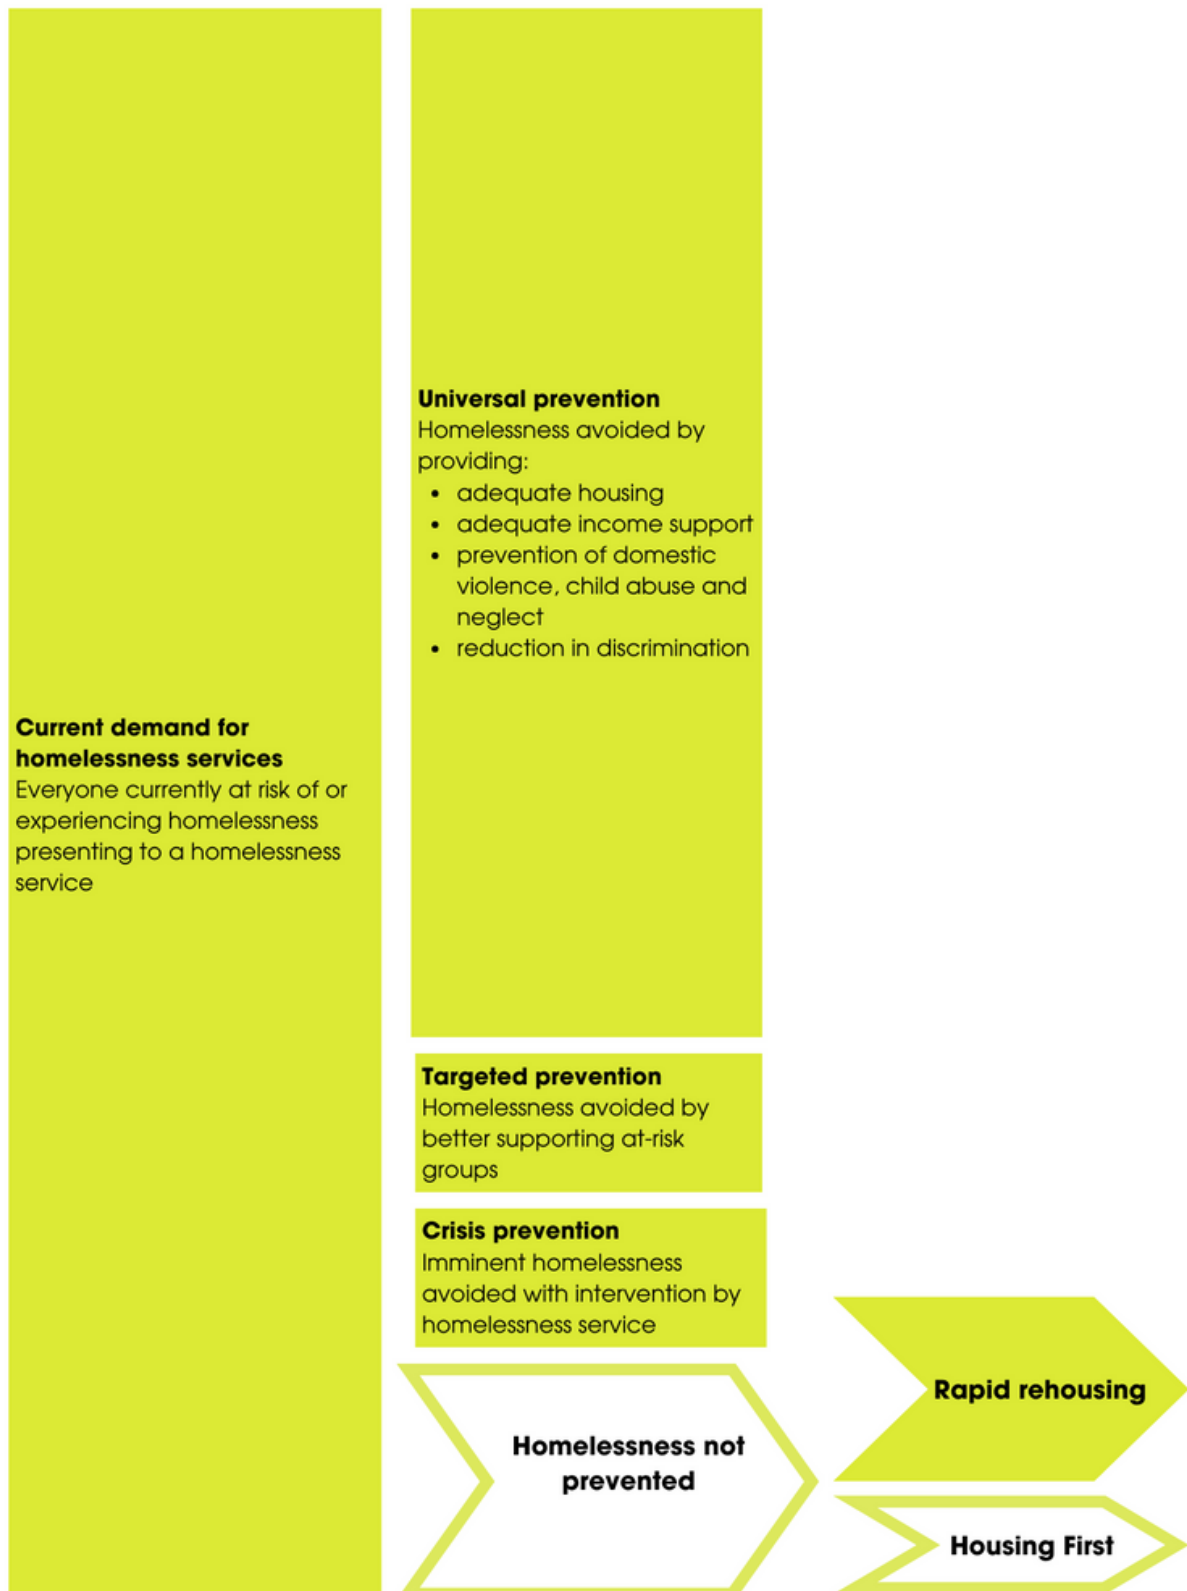 Current demand for
homelessness services
Everyone currently at risk of or
experiencing homelessness
presenting to a homelessness
service
Universal prevention
Homelessness avoided by
providing:
• adequate housing
• adequate income support
• prevention of domestic
violence, child abuse and
neglect
• reduction in discrimination
Targeted prevention
Homelessness avoided by
better supporting at-risk
groups
Crisis prevention
Imminent homelessness
avoided with intervention by
homelessness service
Homelessness not
prevented
Rapid rehousing
Housing First